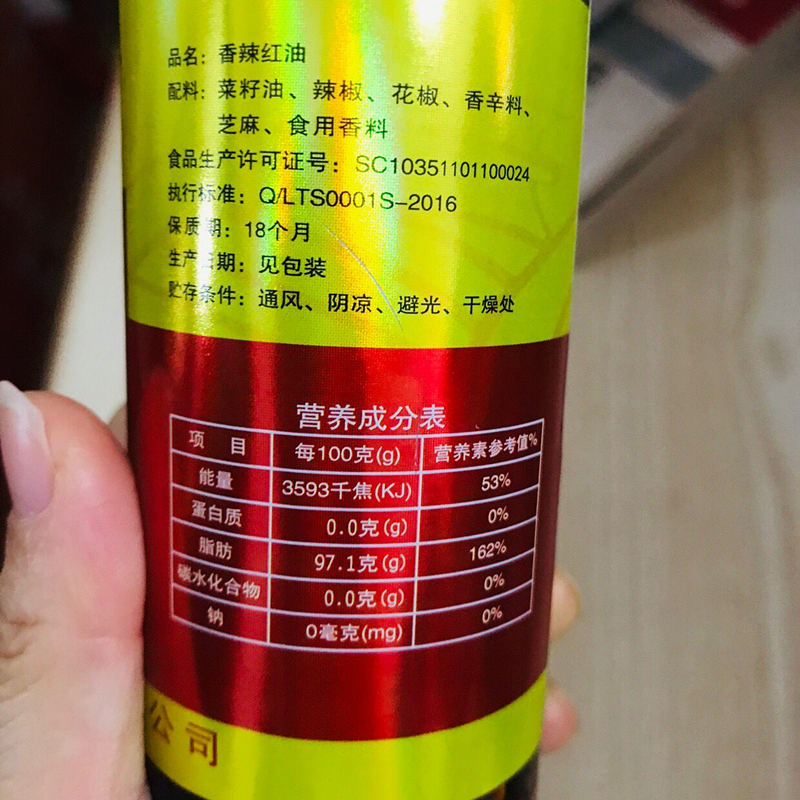 品名：香辣红油
配料：菜籽油、辣椒、花椒、香辛料、
芝麻、食用香料
食品生产许可证号：SC10351101100024
执行标准：Q/LTS0001S-2016
保质期：18个月
生产日期：见包装
贮存条件：通风、阴凉、避光、干燥处
营养成分表
项 目 每100克(g) 营养素参考值%
能量 3593千焦(KJ) 53%
蛋白质 0.0克(g) 0%
脂肪 97.1克(g) 162%
碳水化合物 0.0克(g) 0%
钠 0毫克(mg) 0%
公司